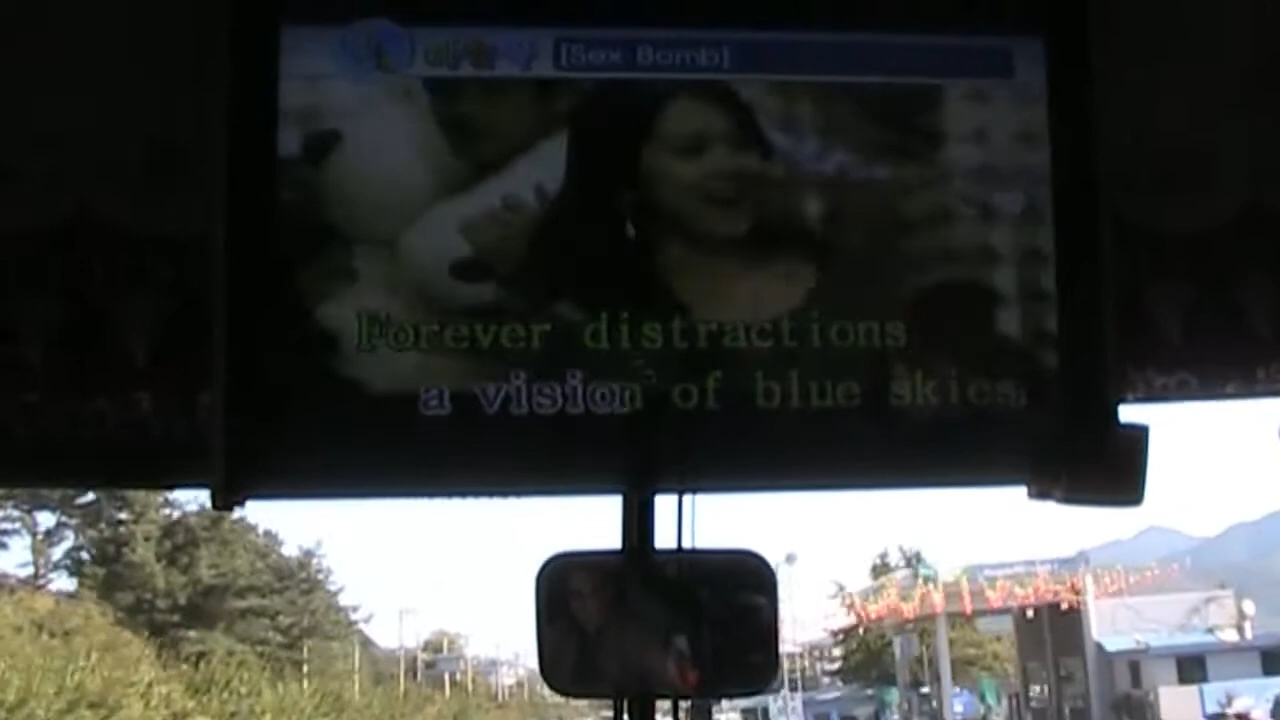 [Sex Bomb]
Forever distractions
a vision of blue skies,